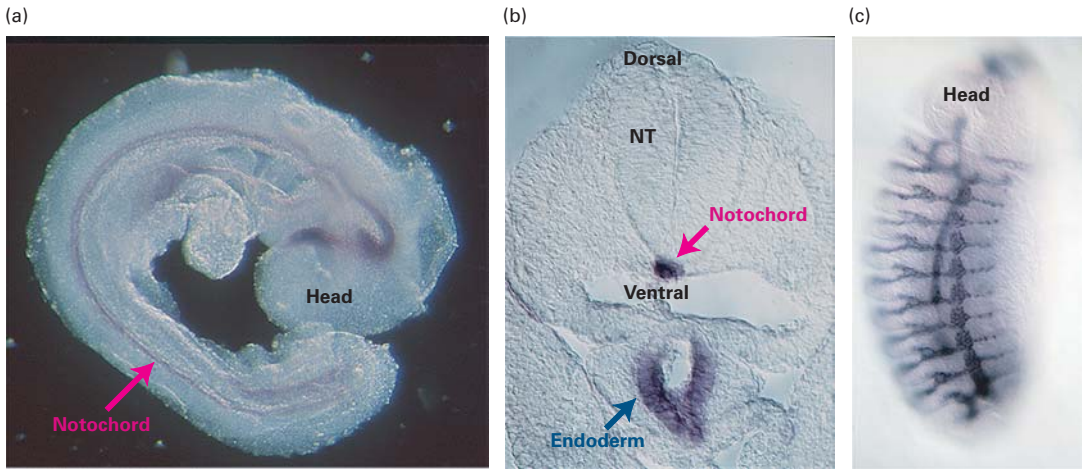 (a)
Head
Notochord
(b)
Dorsal
NT
Notochord
Ventral
Endoderm
(c)
Head